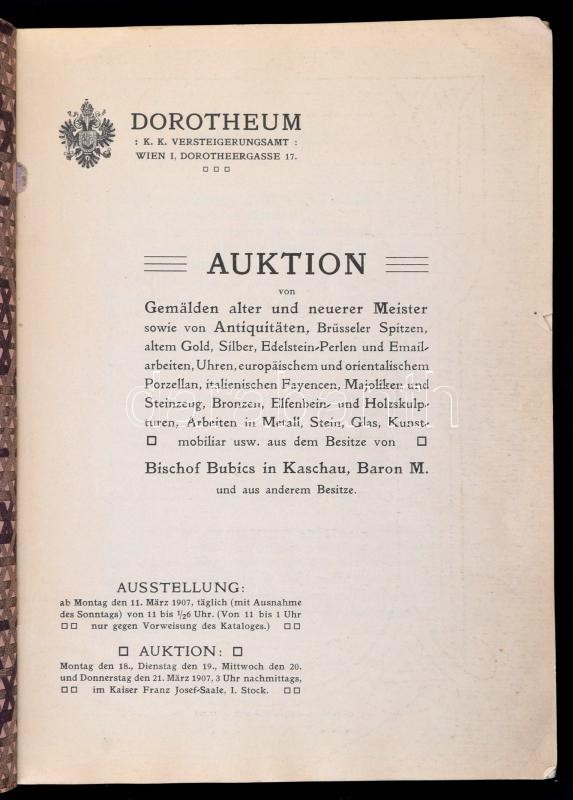 DOROTHEUM
: K. K. VERSTEIGERUNGSAMT :
WIEN I, DOROTHEERGASSE 17.
AUKTION
von
Gemälden alter und neuerer Meister
sowie von Antiquitäten, Brüsseler Spitzen,
altem Gold, Silber, Edelstein-Perlen und Email-
arbeiten, Uhren, europäischem und orientalischem
Porzellan, italienischen Fayencen, Majoliken und
Steinzeug, Bronzen, Elfenbein- und Holzskulp-
turen, Arbeiten in Metall, Stein, Glas, Kunst-
mobiliar usw. aus dem Besitze von
Bischof Bubics in Kaschau, Baron M.
und aus anderem Besitze.
AUSSTELLUNG:
ab Montag den 11. März 1907, täglich (mit Ausnahme
des Sonntags) von 11 bis 1/26 Uhr. (Von 11 bis 1 Uhr
nur gegen Vorweisung des Kataloges.)
AUKTION:
Montag den 18., Dienstag den 19., Mittwoch den 20.
und Donnerstag den 21. März 1907, 3 Uhr nachmittags,
im Kaiser Franz Josef-Saale, I. Stock.